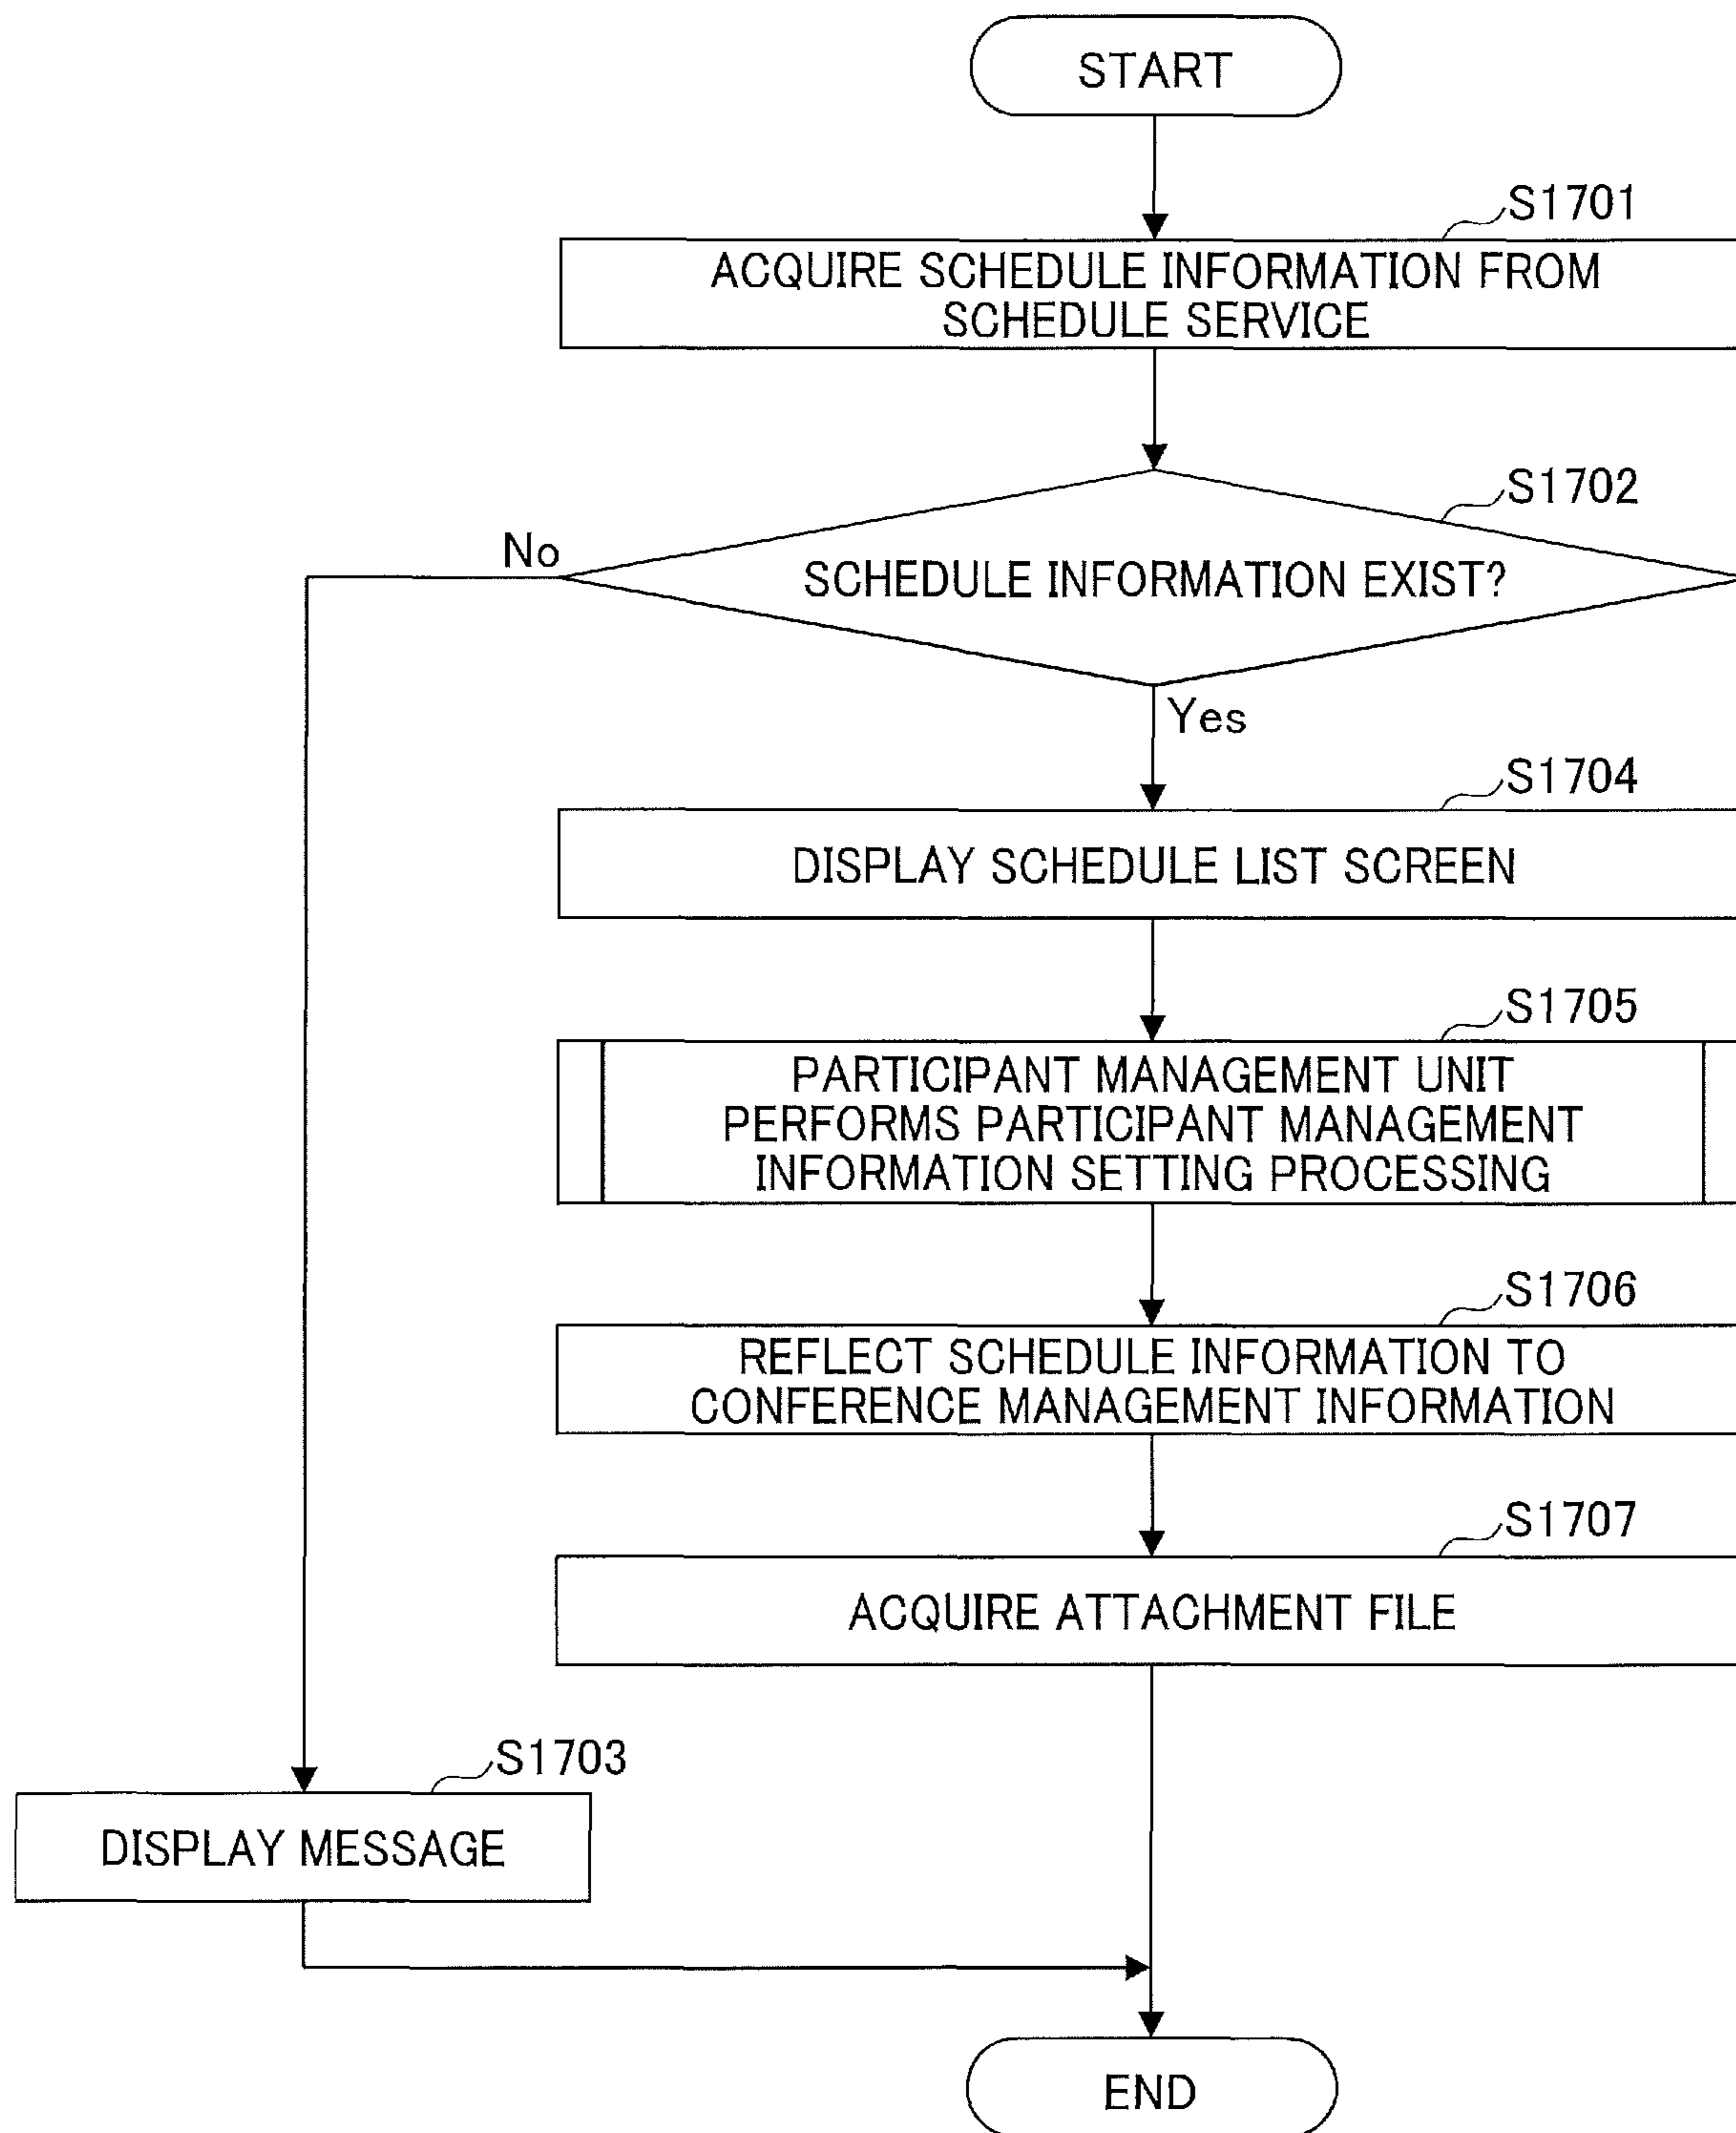 START
S1701
ACQUIRE SCHEDULE INFORMATION FROM
SCHEDULE SERVICE
S1702
No
SCHEDULE INFORMATION EXIST?
Yes
S1704
DISPLAY SCHEDULE LIST SCREEN
S1705
PARTICIPANT MANAGEMENT UNIT
PERFORMS PARTICIPANT MANAGEMENT
INFORMATION SETTING PROCESSING
S1706
REFLECT SCHEDULE INFORMATION TO
CONFERENCE MANAGEMENT INFORMATION
S1707
ACQUIRE ATTACHMENT FILE
S1703
DISPLAY MESSAGE
END